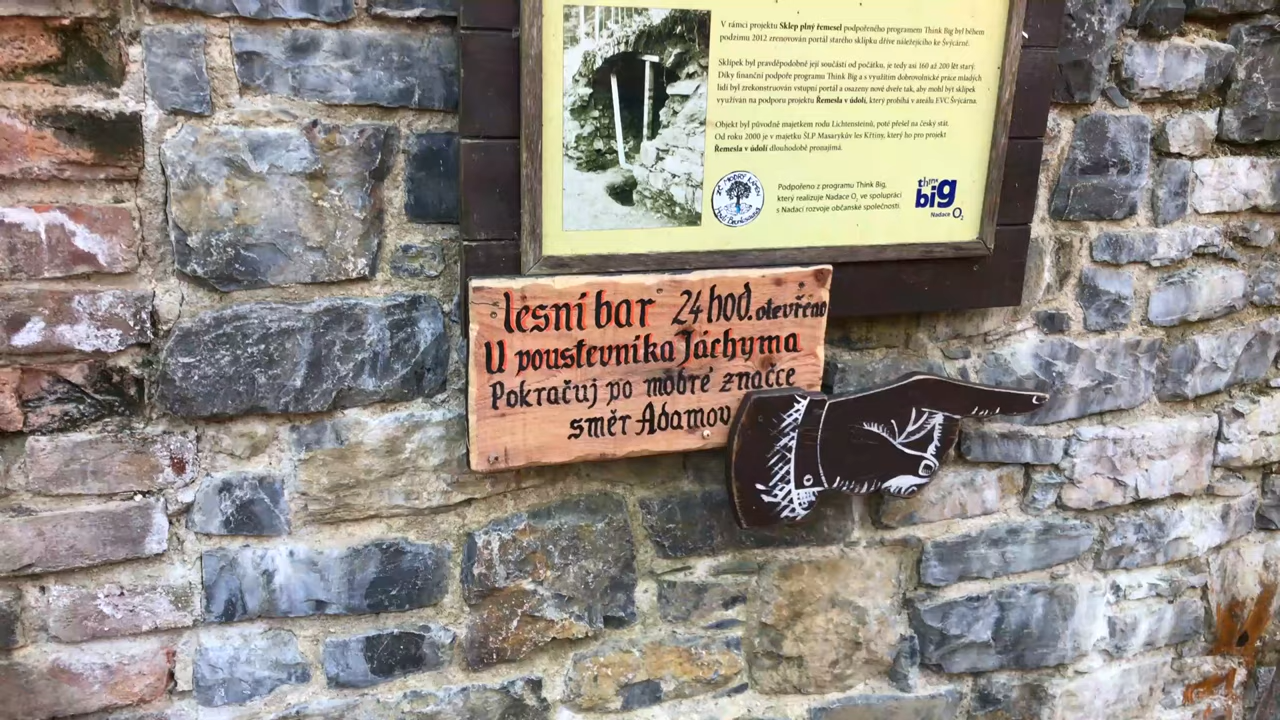 V rámci projektu Sklep plný řemesel podpořeného programem Think Big byl během
podzimu 2012 zrenovován portál starého sklípku dříve náležejícího ke Švýcárně.
Sklípek byl pravděpodobně její součástí od počátku, je tedy asi 160 až 200 lět starý.
Díky finanční podpoře programu Think Big a s využitím dobrovolnické práce mladých
lidí byl zrekonstruován vstupní portál a osazeny nové dveře tak, aby mohl být sklípek
využíván na podporu projektu Řemesla v údolí, který probíhá v areálu EVC Švýcárna.
Objekt byl původně majetkem rodu Lichtensteinů, poté přešel na český stát.
Od roku 2000 je v majetku ŠLP Masarykův les Křtiny, který ho pro projekt
Řemesla v údolí dlouhodobě pronajímá.
Podpořeno z programu Think Big,
který realizuje Nadace O₂ ve spolupráci
s Nadací rozvoje občanské společnosti.
think
big
Nadace O₂
lesní bar 24 hod. otevřeno
U poustevníka Jáchyma
Pokračuj po modré značce
směr Adamov